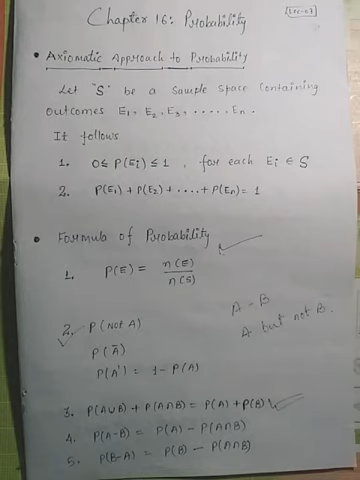 Chapter 16: Probability
• Axiomatic Approach to Probability
Let "S" be a sample space containing
outcomes E₁, E₂, E₃, ....., Eₙ.
It follows
1. 0 ≤ P(Eᵢ) ≤ 1 , for each Eᵢ ∈ S
2. P(E₁) + P(E₂) + .... + P(Eₙ) = 1
• Formula of Probability
1. P(E) = n(E) / n(S)
A - B
A but not B.
2. P(Not A)
P(A̅)
P(A') = 1 - P(A)
3. P(A∪B) + P(A∩B) = P(A) + P(B)
4. P(A-B) = P(A) - P(A∩B)
5. P(B-A) = P(B) - P(A∩B)